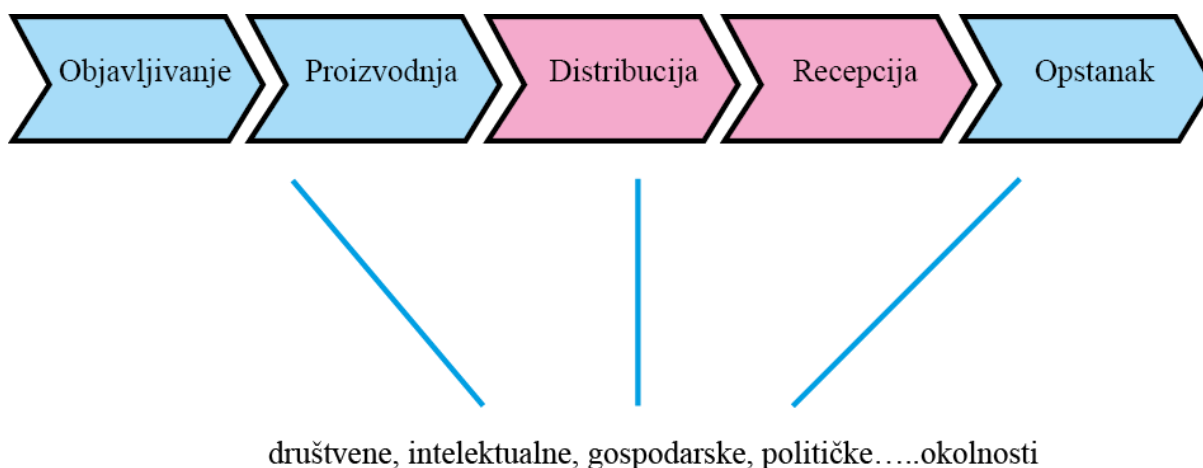 Objavljivanje
Proizvodnja
Distribucija
Recepcija
Opstanak
društvene, intelektualne, gospodarske, političke…..okolnosti